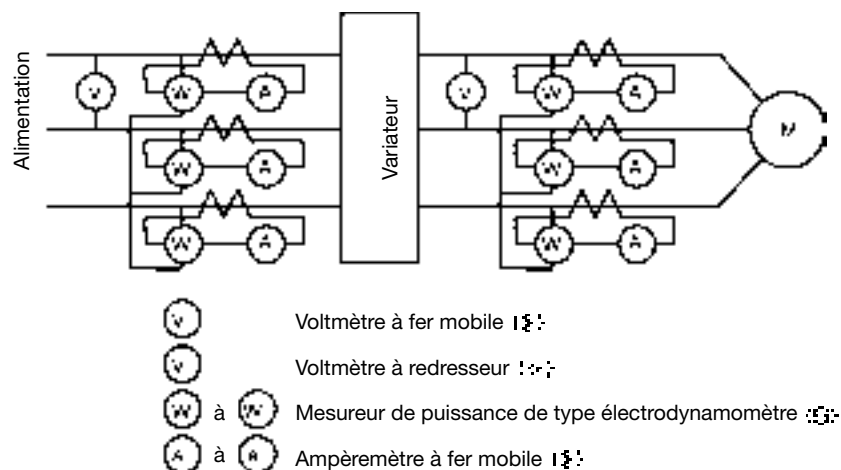 Alimentation
V
W
A
W
A
W
A
Variateur
V
W
A
W
A
W
A
M
V Voltmètre à fer mobile
V Voltmètre à redresseur
W à W Mesureur de puissance de type électrodynamomètre
A à A Ampèremètre à fer mobile